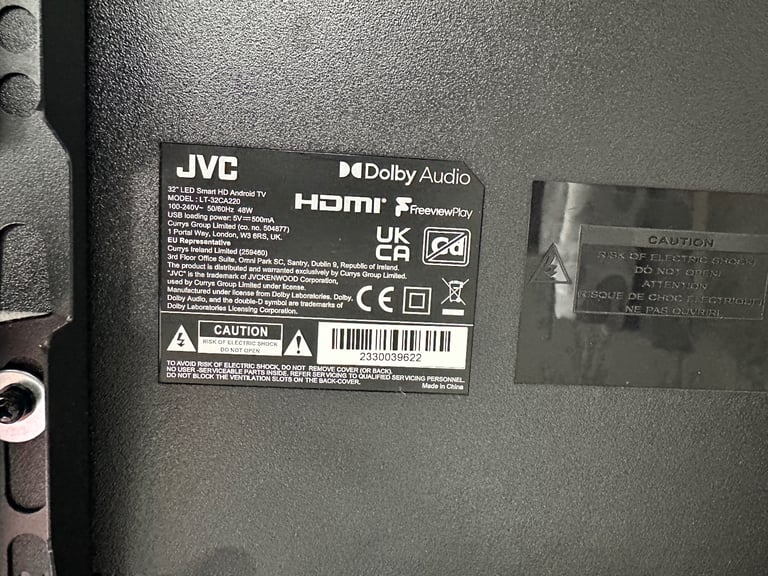 JVC
Dolby Audio
32" LED Smart HD Android TV
MODEL : LT-32CA220
100-240V~ 50/60Hz 48W
USB loading power: 5V⎓500mA
HDMI
FreeviewPlay
Currys Group Limited (co. no. 504877)
1 Portal Way, London, W3 6RS, UK.
EU Representative
Currys Ireland Limited (259460)
3rd Floor Office Suite, Omni Park SC, Santry, Dublin 9, Republic of Ireland.
The product is distributed and warranted exclusively by Currys Group Limited.
"JVC" is the trademark of JVCKENWOOD Corporation,
used by Currys Group Limited under license.
Manufactured under license from Dolby Laboratories. Dolby,
Dolby Audio, and the double-D symbol are trademarks of
Dolby Laboratories Licensing Corporation.
UK
CA
Cd
CE
CAUTION
RISK OF ELECTRIC SHOCK
DO NOT OPEN
2330039622
TO AVOID RISK OF ELECTRIC SHOCK, DO NOT REMOVE COVER (OR BACK).
NO USER -SERVICEABLE PARTS INSIDE. REFER SERVICING TO QUALIFIED SERVICING PERSONNEL.
DO NOT BLOCK THE VENTILATION SLOTS ON THE BACK-COVER.
Made in China
CAUTION
RISK OF ELECTRIC SHOCK
DO NOT OPEN
ATTENTION
RISQUE DE CHOC ELECTRIQUE
NE PAS OUVRIR